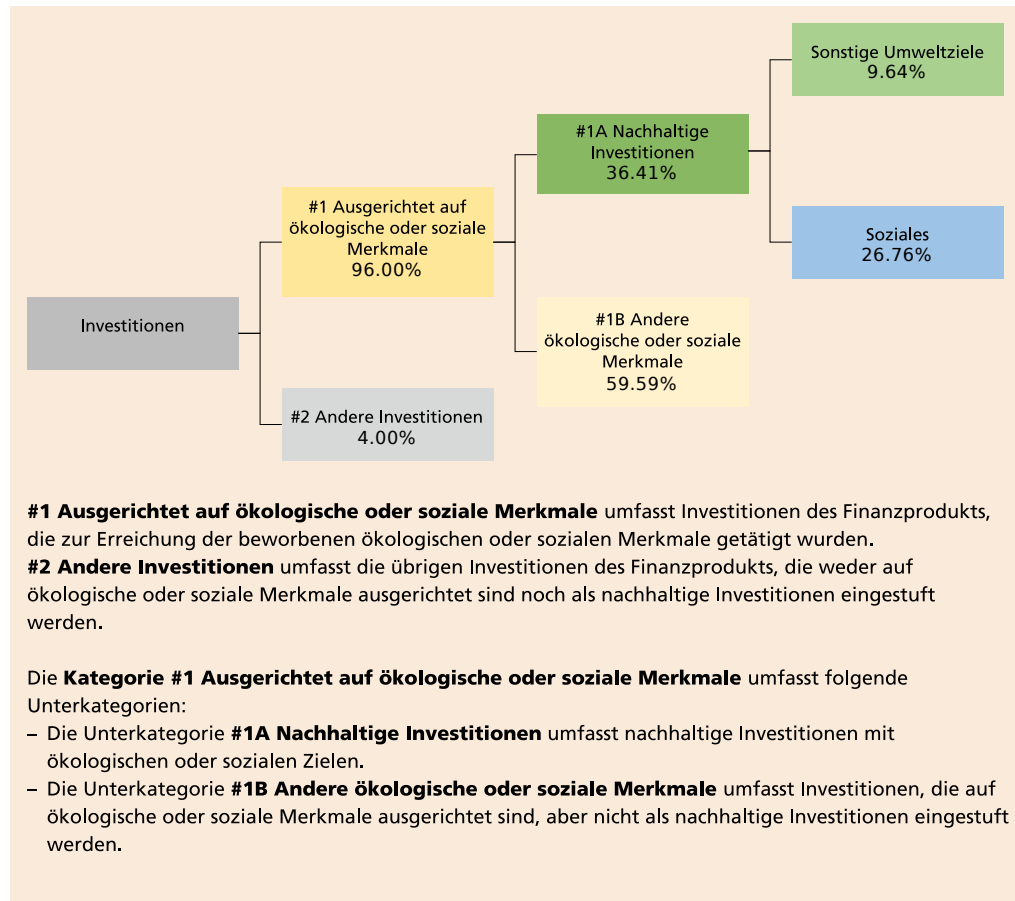 Sonstige Umweltziele
9.64%
#1A Nachhaltige
Investitionen
36.41%
#1 Ausgerichtet auf
ökologische oder soziale
Merkmale
96.00%
Soziales
26.76%
Investitionen
#1B Andere
ökologische oder soziale
Merkmale
59.59%
#2 Andere Investitionen
4.00%
#1 Ausgerichtet auf ökologische oder soziale Merkmale umfasst Investitionen des Finanzprodukts,
die zur Erreichung der beworbenen ökologischen oder sozialen Merkmale getätigt wurden.
#2 Andere Investitionen umfasst die übrigen Investitionen des Finanzprodukts, die weder auf
ökologische oder soziale Merkmale ausgerichtet sind noch als nachhaltige Investitionen eingestuft
werden.
Die Kategorie #1 Ausgerichtet auf ökologische oder soziale Merkmale umfasst folgende
Unterkategorien:
– Die Unterkategorie #1A Nachhaltige Investitionen umfasst nachhaltige Investitionen mit
ökologischen oder sozialen Zielen.
– Die Unterkategorie #1B Andere ökologische oder soziale Merkmale umfasst Investitionen, die auf
ökologische oder soziale Merkmale ausgerichtet sind, aber nicht als nachhaltige Investitionen eingestuft
werden.